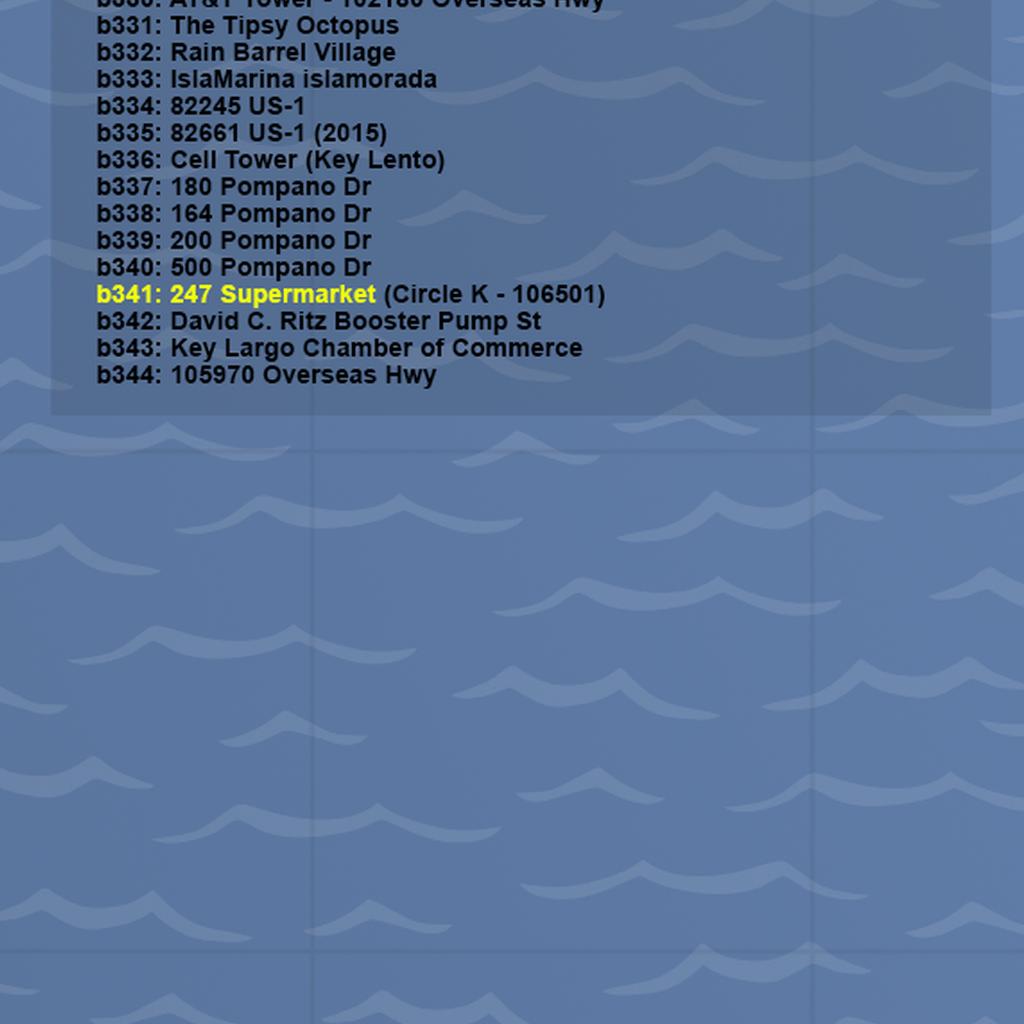 b330: AT&T Tower - 102180 Overseas Hwy
b331: The Tipsy Octopus
b332: Rain Barrel Village
b333: IslaMarina islamorada
b334: 82245 US-1
b335: 82661 US-1 (2015)
b336: Cell Tower (Key Lento)
b337: 180 Pompano Dr
b338: 164 Pompano Dr
b339: 200 Pompano Dr
b340: 500 Pompano Dr
b341: 247 Supermarket (Circle K - 106501)
b342: David C. Ritz Booster Pump St
b343: Key Largo Chamber of Commerce
b344: 105970 Overseas Hwy